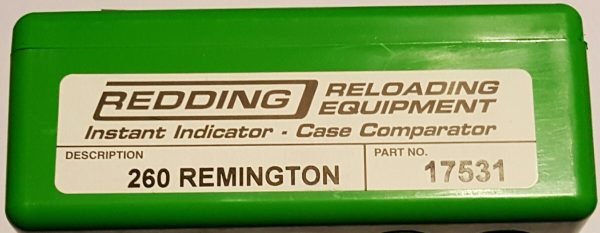 REDDING RELOADING EQUIPMENT
Instant Indicator - Case Comparator
DESCRIPTION
260 REMINGTON
PART NO.
17531